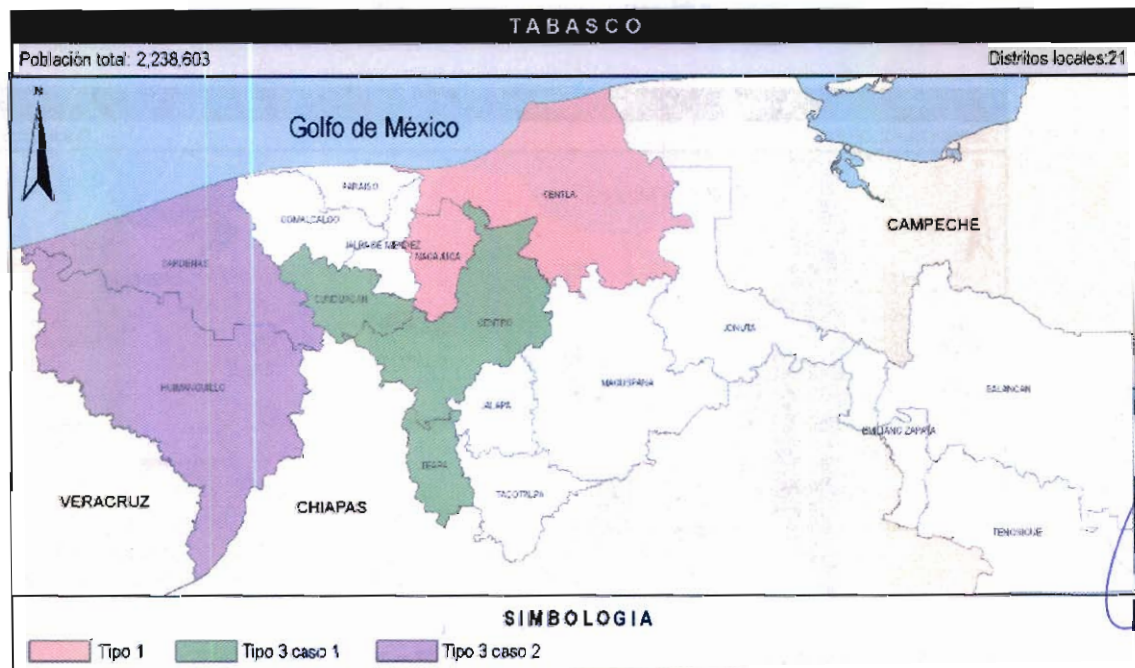 TABASCO
Población total: 2,238,603
Distritos locales:21
N
Golfo de México
PARAISO
CENTLA
COMALCALCO
CAMPECHE
JALPA DE MENDEZ
NACAJUCA
CARDENAS
CUNDUACAN
CENTRO
JONUTA
HUIMANGUILLO
MACUSPANA
BALANCAN
JALAPA
EMILIANO ZAPATA
TEAPA
VERACRUZ
CHIAPAS
TACOTALPA
TENOSIQUE
SIMBOLOGIA
Tipo 1
Tipo 3 caso 1
Tipo 3 caso 2